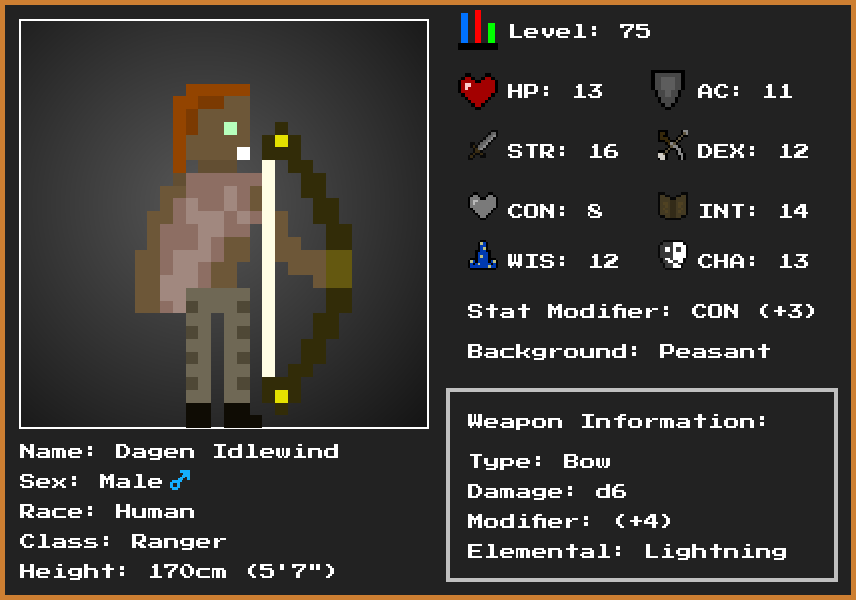 Level: 75
HP: 13 AC: 11
STR: 16 DEX: 12
CON: 8 INT: 14
WIS: 12 CHA: 13
Stat Modifier: CON (+3)
Background: Peasant
Weapon Information:
Type: Bow
Damage: d6
Modifier: (+4)
Elemental: Lightning
Name: Dagen Idlewind
Sex: Male ♂
Race: Human
Class: Ranger
Height: 170cm (5'7")